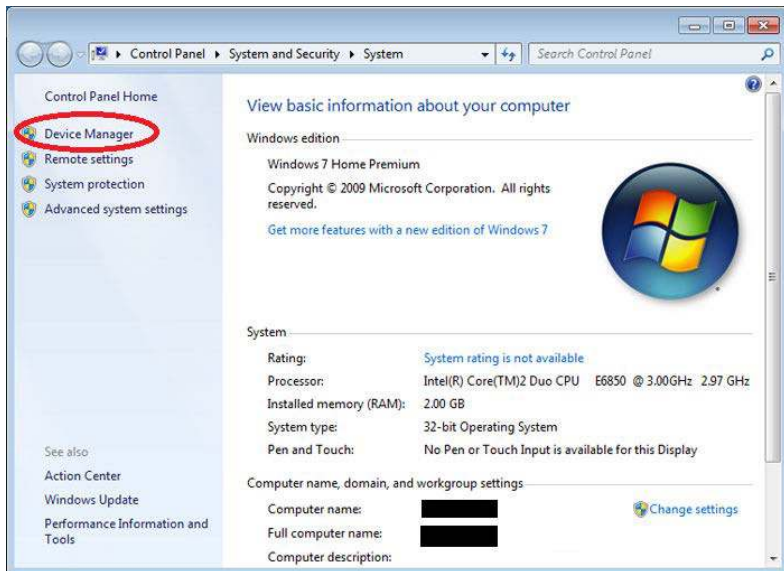 Control Panel ▸ System and Security ▸ System
Search Control Panel
Control Panel Home
Device Manager
Remote settings
System protection
Advanced system settings
See also
Action Center
Windows Update
Performance Information and
Tools
View basic information about your computer
Windows edition
Windows 7 Home Premium
Copyright © 2009 Microsoft Corporation. All rights
reserved.
Get more features with a new edition of Windows 7
System
Rating: System rating is not available
Processor: Intel(R) Core(TM)2 Duo CPU E6850 @ 3.00GHz 2.97 GHz
Installed memory (RAM): 2.00 GB
System type: 32-bit Operating System
Pen and Touch: No Pen or Touch Input is available for this Display
Computer name, domain, and workgroup settings
Computer name: Change settings
Full computer name:
Computer description: